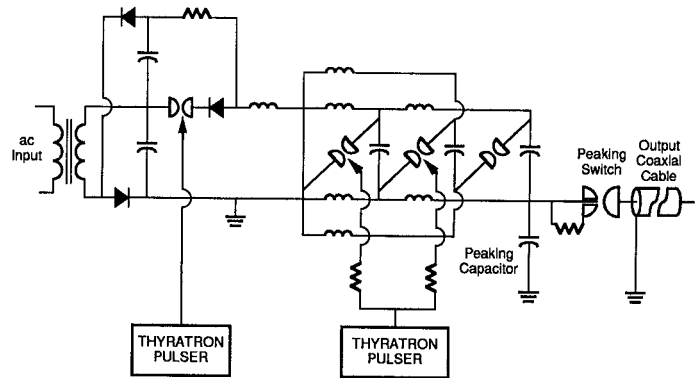 ac
Input
Peaking
Switch
Output
Coaxial
Cable
Peaking
Capacitor
THYRATRON
PULSER
THYRATRON
PULSER